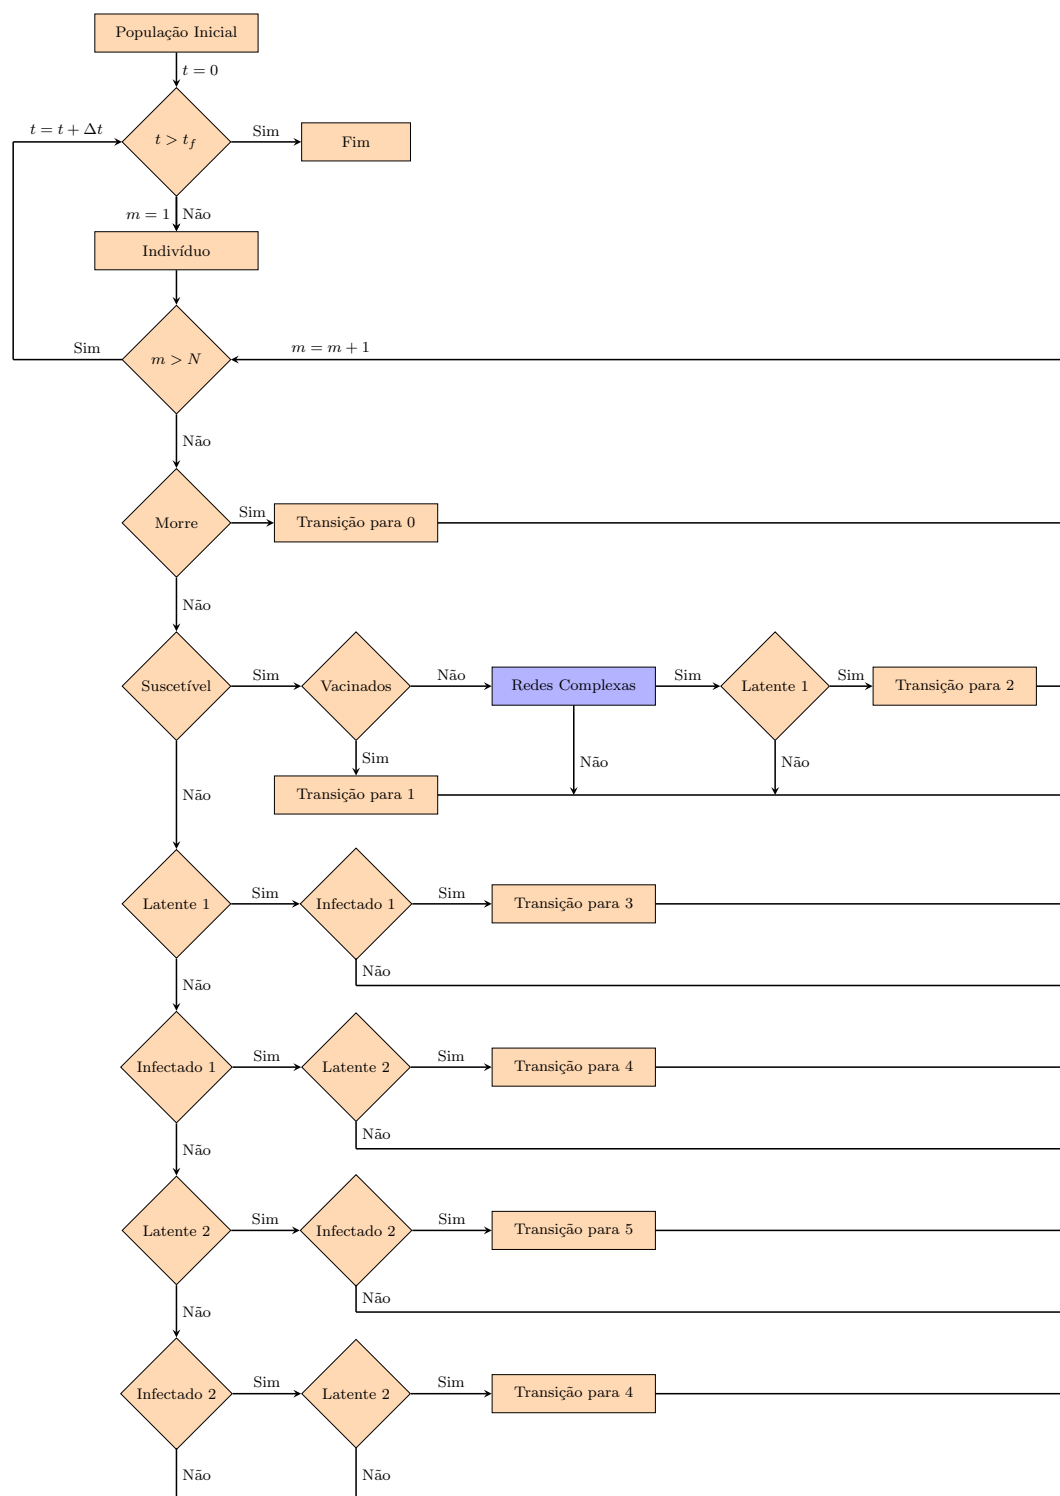 População Inicial
t = 0
t = t + Δt
t > t_f
Sim
Fim
m = 1
Não
Indivíduo
Sim
m > N
m = m + 1
Não
Morre
Sim
Transição para 0
Não
Suscetível
Sim
Vacinados
Não
Redes Complexas
Sim
Latente 1
Sim
Transição para 2
Sim
Não
Não
Não
Transição para 1
Latente 1
Sim
Infectado 1
Sim
Transição para 3
Não
Não
Infectado 1
Sim
Latente 2
Sim
Transição para 4
Não
Não
Latente 2
Sim
Infectado 2
Sim
Transição para 5
Não
Não
Infectado 2
Sim
Latente 2
Sim
Transição para 4
Não
Não